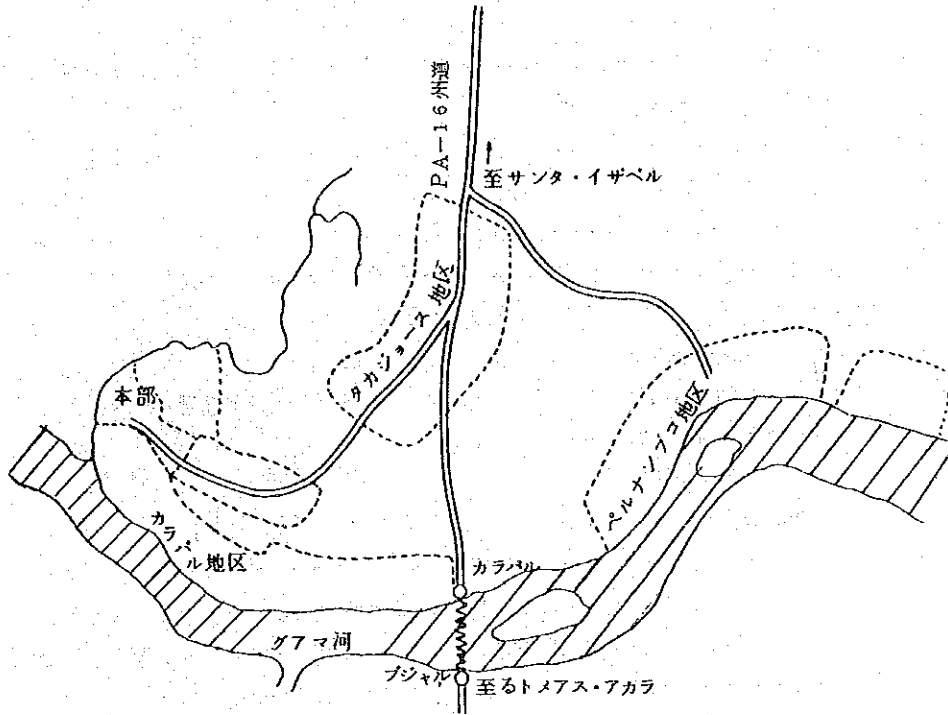 PA-16州道
至サンタ・イザベル
タカジョース地区
本部
ペルナンブコ地区
カラパル地区
カラパル
グアマ河
ブジャル
至るトメアス・アカラ